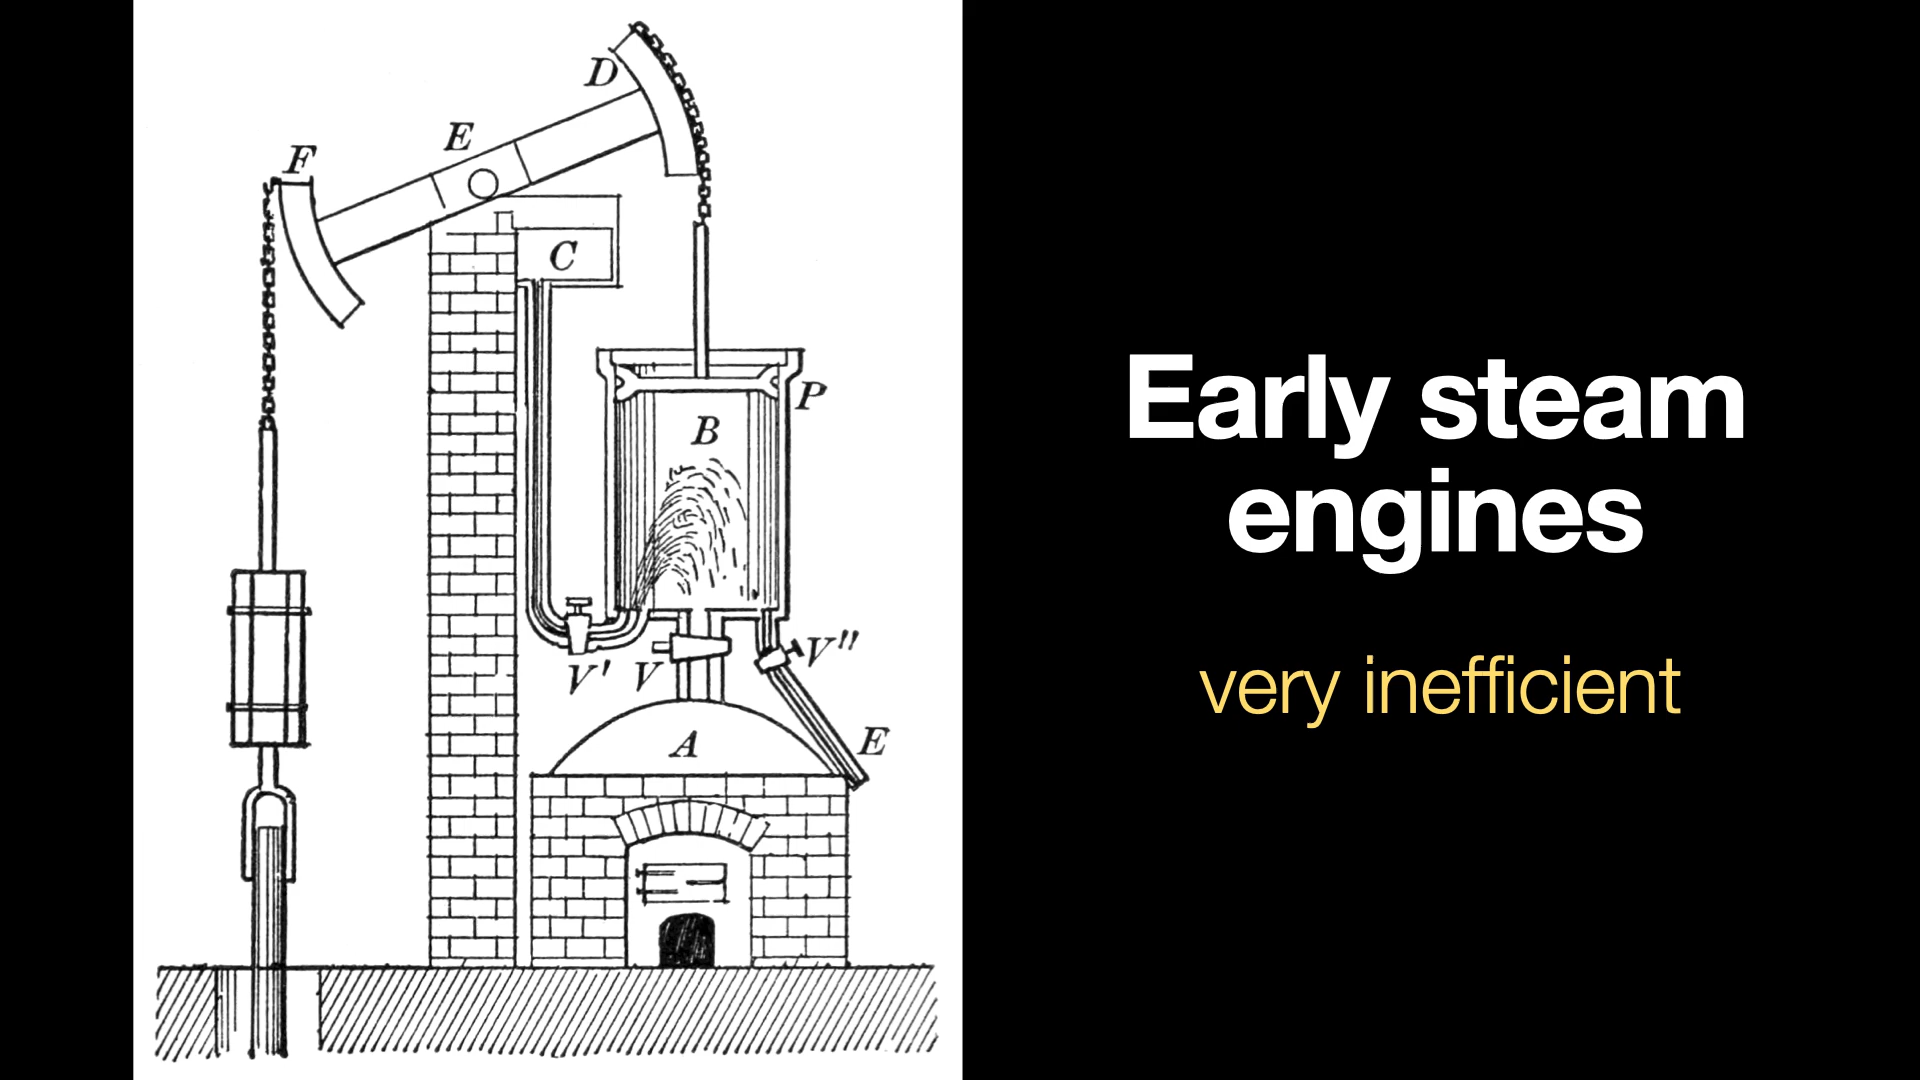 D
E
F
C
P
B
V'
V
V''
A
E
Early steam
engines
very inefficient